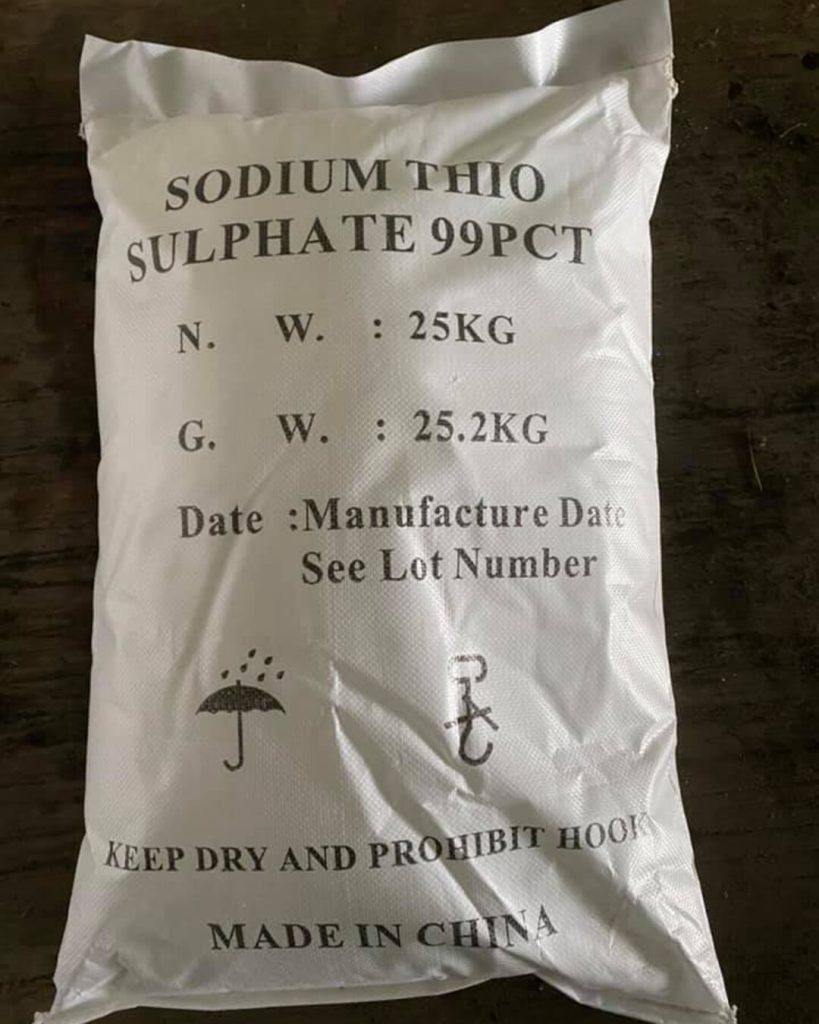 SODIUM THIO
SULPHATE 99PCT
N. W. : 25KG
G. W. : 25.2KG
Date :Manufacture Date
See Lot Number
KEEP DRY AND PROHIBIT HOOK
MADE IN CHINA